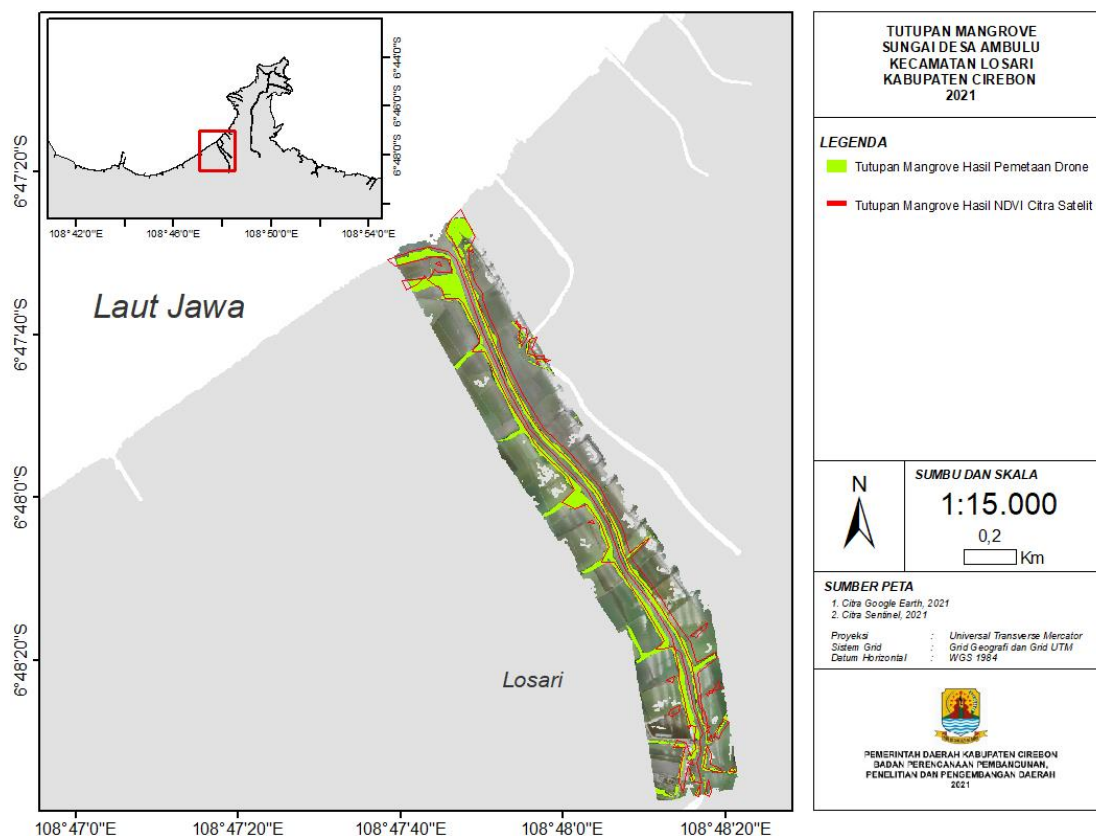 TUTUPAN MANGROVE
SUNGAI DESA AMBULU
KECAMATAN LOSARI
KABUPATEN CIREBON
2021
LEGENDA
Tutupan Mangrove Hasil Pemetaan Drone
Tutupan Mangrove Hasil NDVI Citra Satelit
N
SUMBU DAN SKALA
1:15.000
0,2
Km
SUMBER PETA
1. Citra Google Earth, 2021
2. Citra Sentinel, 2021
Proyeksi : Universal Transverse Mercator
Sistem Grid : Grid Geografi dan Grid UTM
Datum Horizontal : WGS 1984
PEMERINTAH DAERAH KABUPATEN CIREBON
BADAN PERENCANAAN PEMBANGUNAN,
PENELITIAN DAN PENGEMBANGAN DAERAH
2021
6°44'0"S
6°46'0"S
6°48'0"S
108°42'0"E 108°46'0"E 108°50'0"E 108°54'0"E
Laut Jawa
Losari
6°47'20"S
6°47'40"S
6°48'0"S
6°48'20"S
108°47'0"E 108°47'20"E 108°47'40"E 108°48'0"E 108°48'20"E